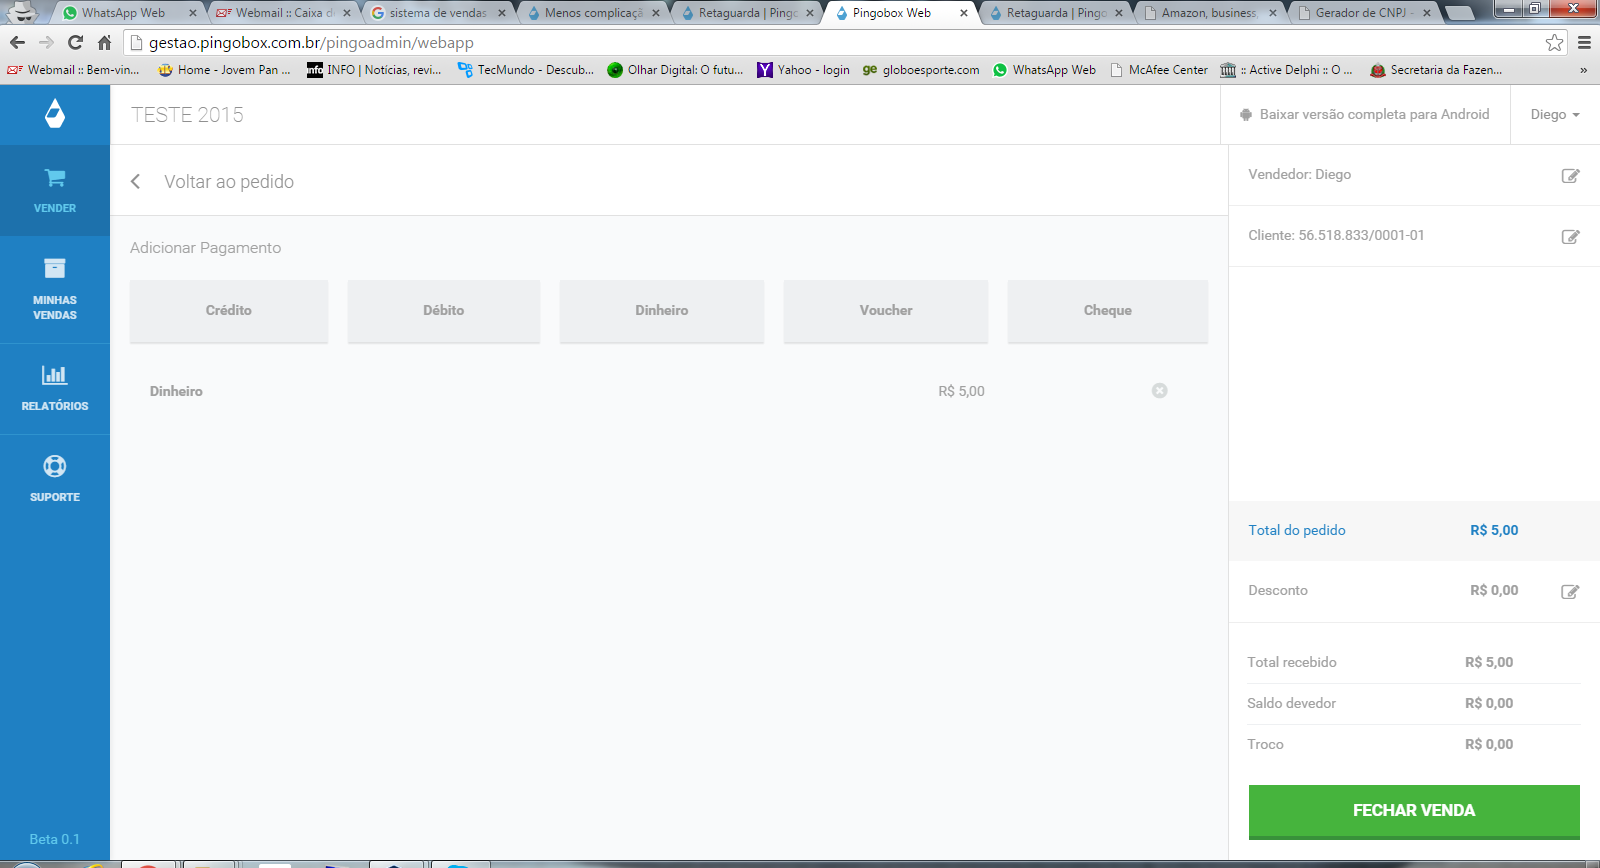 WhatsApp Web
Webmail :: Caixa d
sistema de vendas
Menos complicaçã
Retaguarda | Pingo
Pingobox Web
Retaguarda | Pingo
Amazon, business,
Gerador de CNPJ -
gestao.pingobox.com.br/pingoadmin/webapp
Webmail :: Bem-vin...
Home - Jovem Pan ...
info INFO | Notícias, revi...
TecMundo - Descub...
Olhar Digital: O futu...
Yahoo - login
ge globoesporte.com
WhatsApp Web
McAfee Center
:: Active Delphi :: O ...
Secretaria da Fazen...
»
TESTE 2015
Baixar versão completa para Android
Diego
VENDER
MINHAS
VENDAS
RELATÓRIOS
SUPORTE
Beta 0.1
Voltar ao pedido
Adicionar Pagamento
Crédito
Débito
Dinheiro
Voucher
Cheque
Dinheiro R$ 5,00
Vendedor: Diego
Cliente: 56.518.833/0001-01
Total do pedido R$ 5,00
Desconto R$ 0,00
Total recebido R$ 5,00
Saldo devedor R$ 0,00
Troco R$ 0,00
FECHAR VENDA